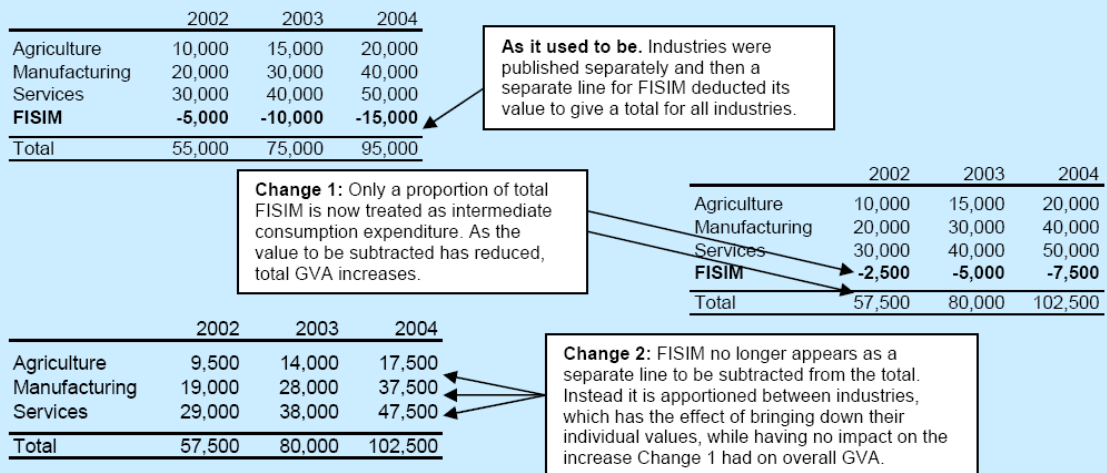 2002 2003 2004
Agriculture 10,000 15,000 20,000
Manufacturing 20,000 30,000 40,000
Services 30,000 40,000 50,000
FISIM -5,000 -10,000 -15,000
Total 55,000 75,000 95,000
As it used to be. Industries were
published separately and then a
separate line for FISIM deducted its
value to give a total for all industries.
Change 1: Only a proportion of total
FISIM is now treated as intermediate
consumption expenditure. As the
value to be subtracted has reduced,
total GVA increases.
2002 2003 2004
Agriculture 10,000 15,000 20,000
Manufacturing 20,000 30,000 40,000
Services 30,000 40,000 50,000
FISIM -2,500 -5,000 -7,500
Total 57,500 80,000 102,500
2002 2003 2004
Agriculture 9,500 14,000 17,500
Manufacturing 19,000 28,000 37,500
Services 29,000 38,000 47,500
Total 57,500 80,000 102,500
Change 2: FISIM no longer appears as a
separate line to be subtracted from the total.
Instead it is apportioned between industries,
which has the effect of bringing down their
individual values, while having no impact on the
increase Change 1 had on overall GVA.